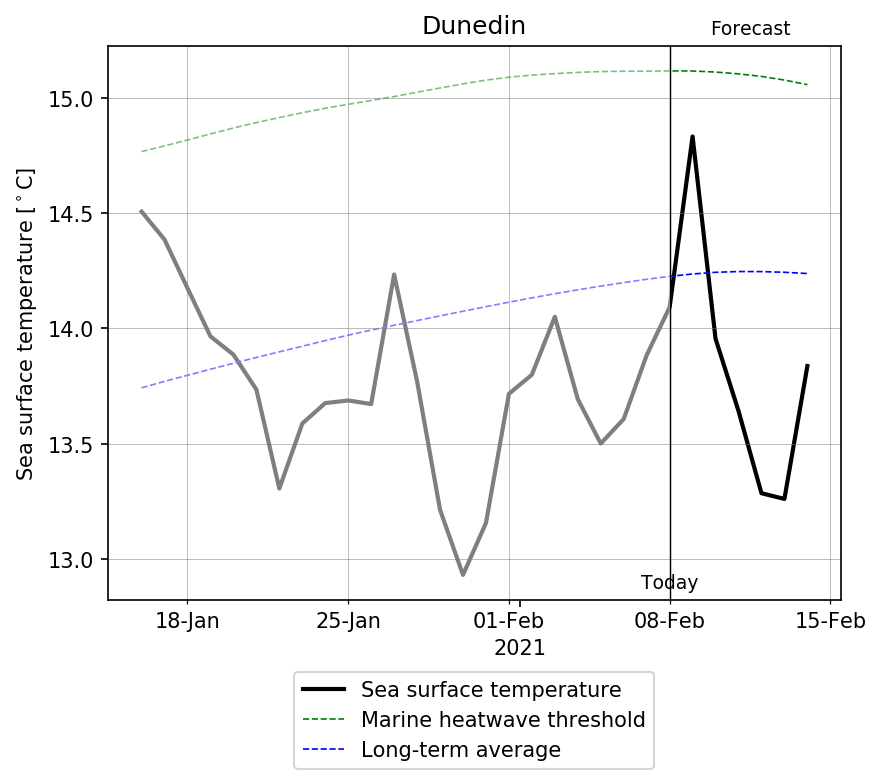 Dunedin
Forecast
Sea surface temperature [°C]
15.0
14.5
14.0
13.5
13.0
Today
18-Jan
25-Jan
01-Feb
08-Feb
15-Feb
2021
Sea surface temperature
Marine heatwave threshold
Long-term average